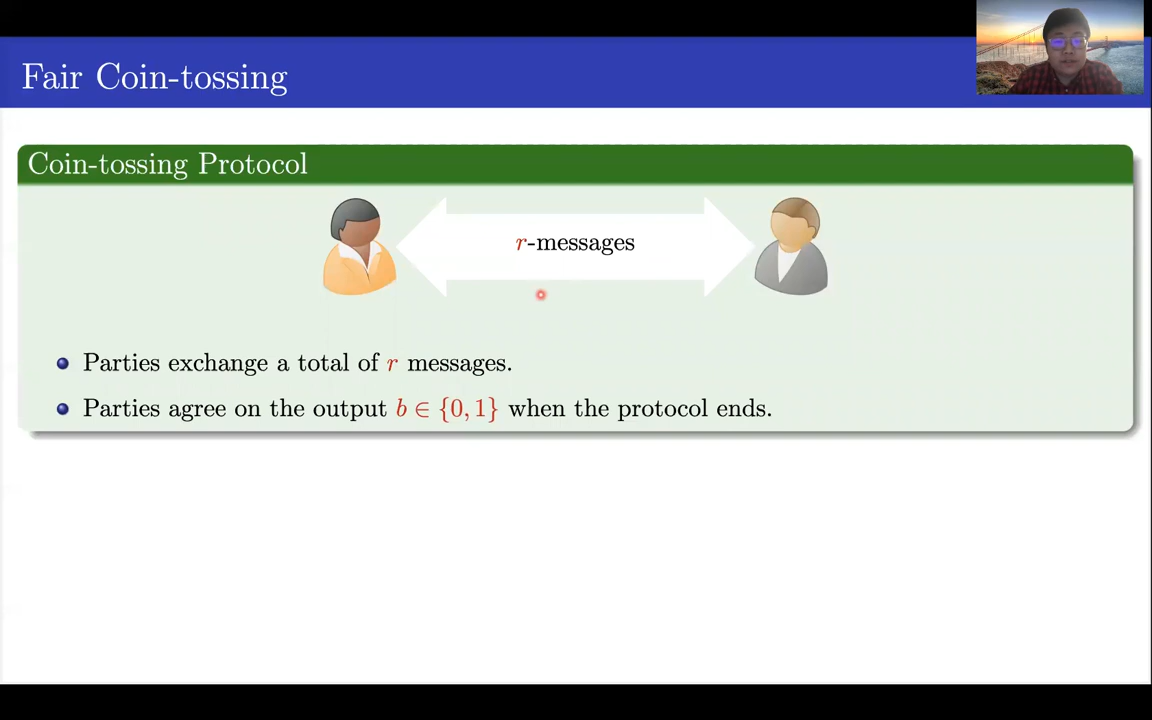 Fair Coin-tossing
Coin-tossing Protocol
r-messages
Parties exchange a total of r messages.
Parties agree on the output b ∈ {0, 1} when the protocol ends.